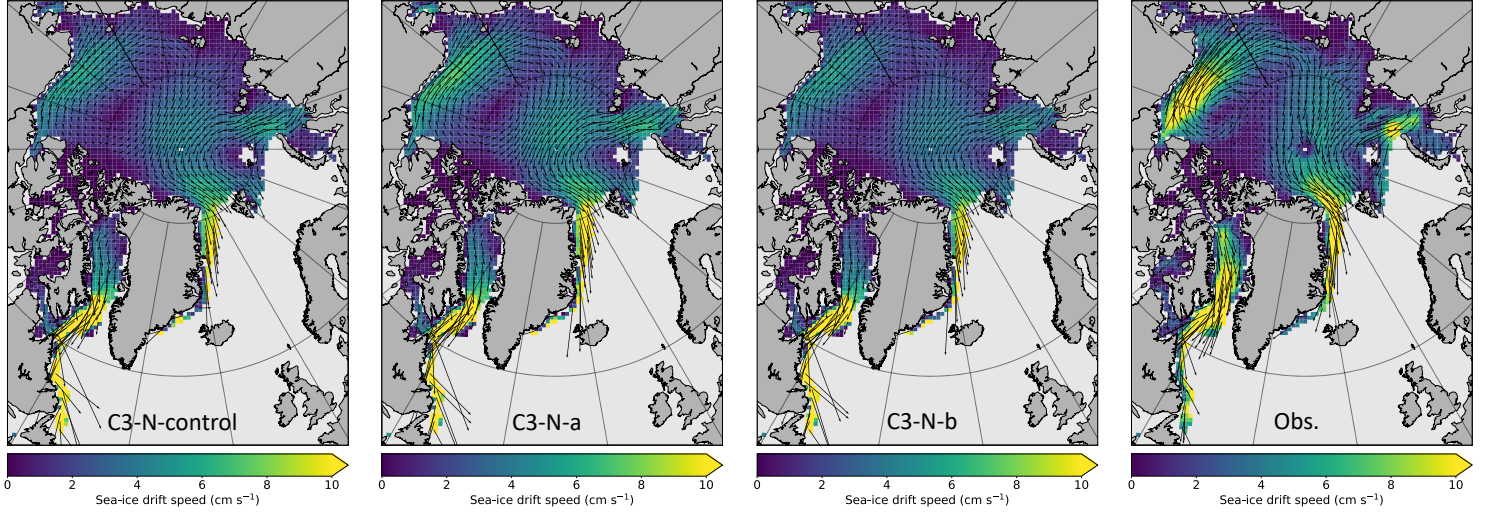 C3-N-control
C3-N-a
C3-N-b
Obs.
0 2 4 6 8 10
0 2 4 6 8 10
0 2 4 6 8 10
0 2 4 6 8 10
Sea-ice drift speed (cm s⁻¹)
Sea-ice drift speed (cm s⁻¹)
Sea-ice drift speed (cm s⁻¹)
Sea-ice drift speed (cm s⁻¹)